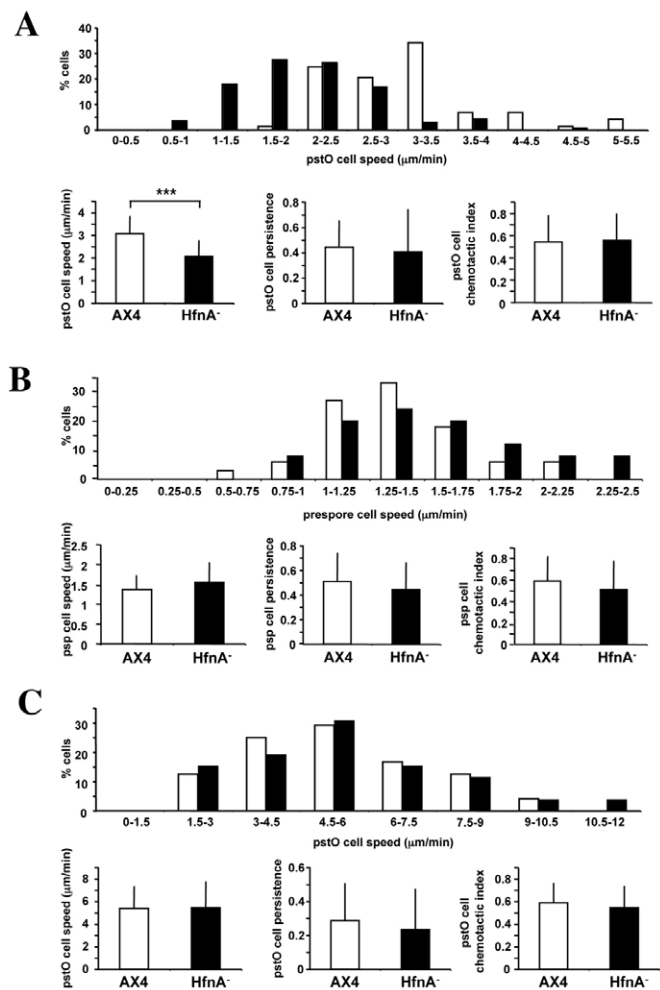 A
% cells
40
30
20
10
0
0-0.5 0.5-1 1-1.5 1.5-2 2-2.5 2.5-3 3-3.5 3.5-4 4-4.5 4.5-5 5-5.5
pstO cell speed (μm/min)
pstO cell speed (μm/min)
4
3
2
1
0
***
AX4 HfnA-
pstO cell persistence
0.8
0.6
0.4
0.2
0
AX4 HfnA-
pstO cell
chemotactic index
0.8
0.6
0.4
0.2
0
AX4 HfnA-
B
% cells
30
20
10
0
0-0.25 0.25-0.5 0.5-0.75 0.75-1 1-1.25 1.25-1.5 1.5-1.75 1.75-2 2-2.25 2.25-2.5
prespore cell speed (μm/min)
psp cell speed (μm/min)
2.5
2
1.5
1
0.5
0
AX4 HfnA-
psp cell persistence
0.8
0.6
0.4
0.2
0
AX4 HfnA-
psp cell
chemotactic index
0.8
0.6
0.4
0.2
0
AX4 HfnA-
C
% cells
30
20
10
0
0-1.5 1.5-3 3-4.5 4.5-6 6-7.5 7.5-9 9-10.5 10.5-12
pstO cell speed (μm/min)
pstO cell speed (μm/min)
8
6
4
2
0
AX4 HfnA-
pstO cell persistence
0.6
0.4
0.2
0
AX4 HfnA-
pstO cell
chemotactic index
0.8
0.6
0.4
0.2
0
AX4 HfnA-